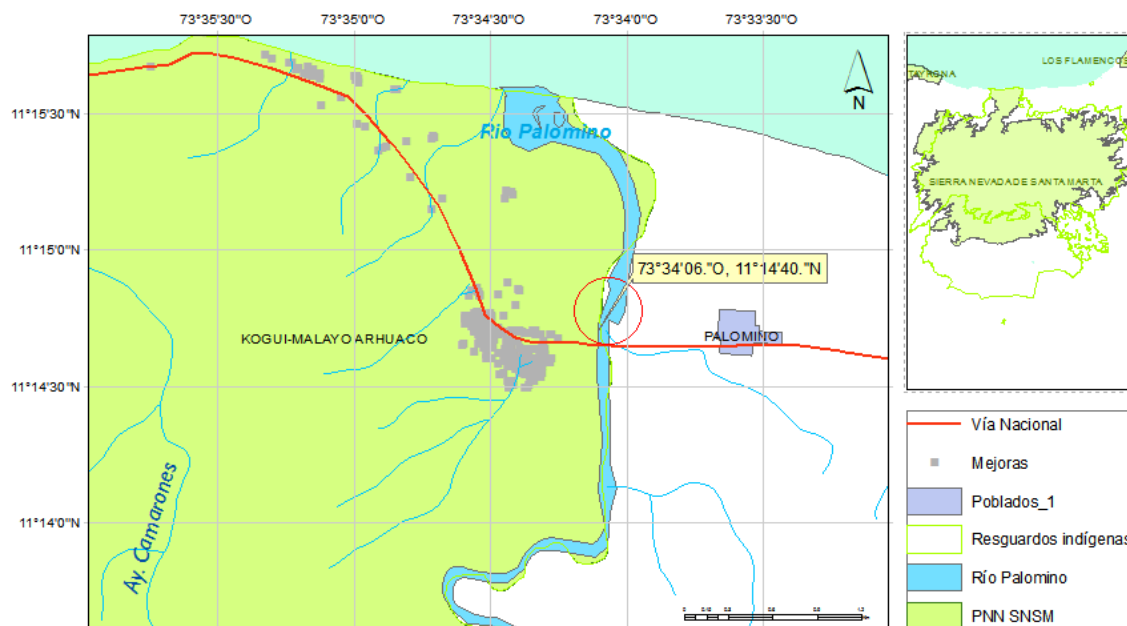 73°35'30"O
73°35'0"O
73°34'30"O
73°34'0"O
73°33'30"O
11°15'30"N
11°15'0"N
11°14'30"N
11°14'0"N
N
Río Palomino
73°34'06."O, 11°14'40."N
KOGUI-MALAYO ARHUACO
PALOMINO
Ay. Camarones
LOS FLAMENCOS
TAYRONA
SIERRA NEVADA DE SANTA MARTA
Vía Nacional
Mejoras
Poblados_1
Resguardos indígenas
Río Palomino
PNN SNSM